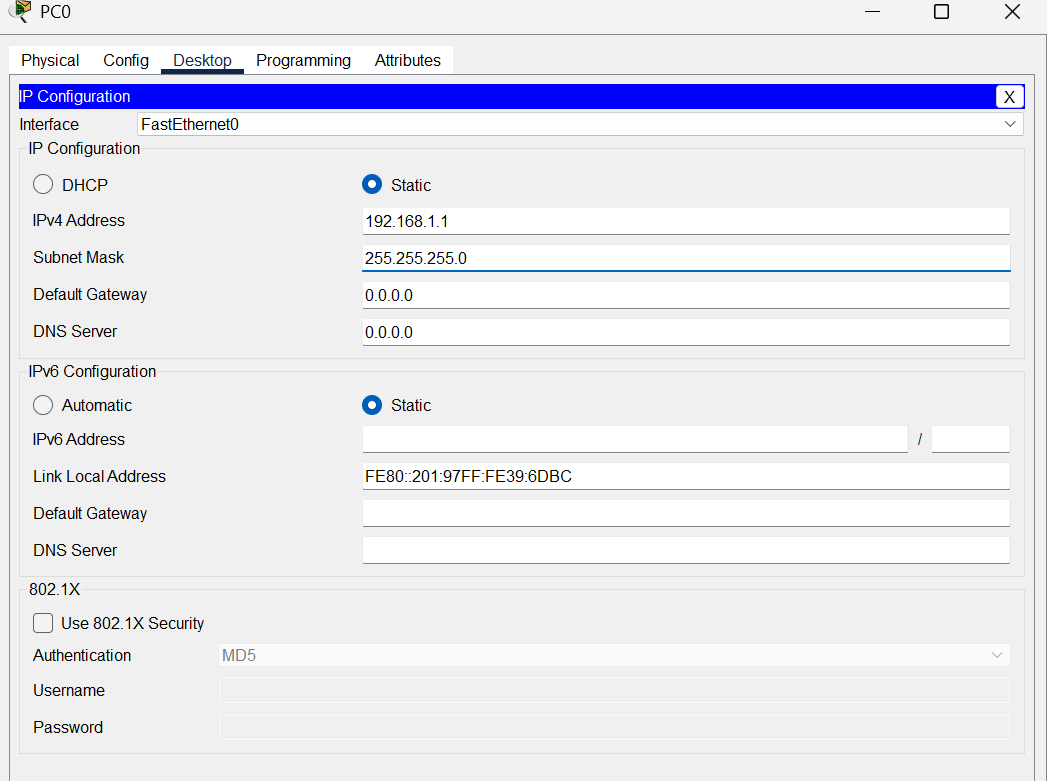 PC0
Physical Config Desktop Programming Attributes
IP Configuration X
Interface FastEthernet0
IP Configuration
DHCP Static
IPv4 Address 192.168.1.1
Subnet Mask 255.255.255.0
Default Gateway 0.0.0.0
DNS Server 0.0.0.0
IPv6 Configuration
Automatic Static
IPv6 Address /
Link Local Address FE80::201:97FF:FE39:6DBC
Default Gateway
DNS Server
802.1X
Use 802.1X Security
Authentication MD5
Username
Password